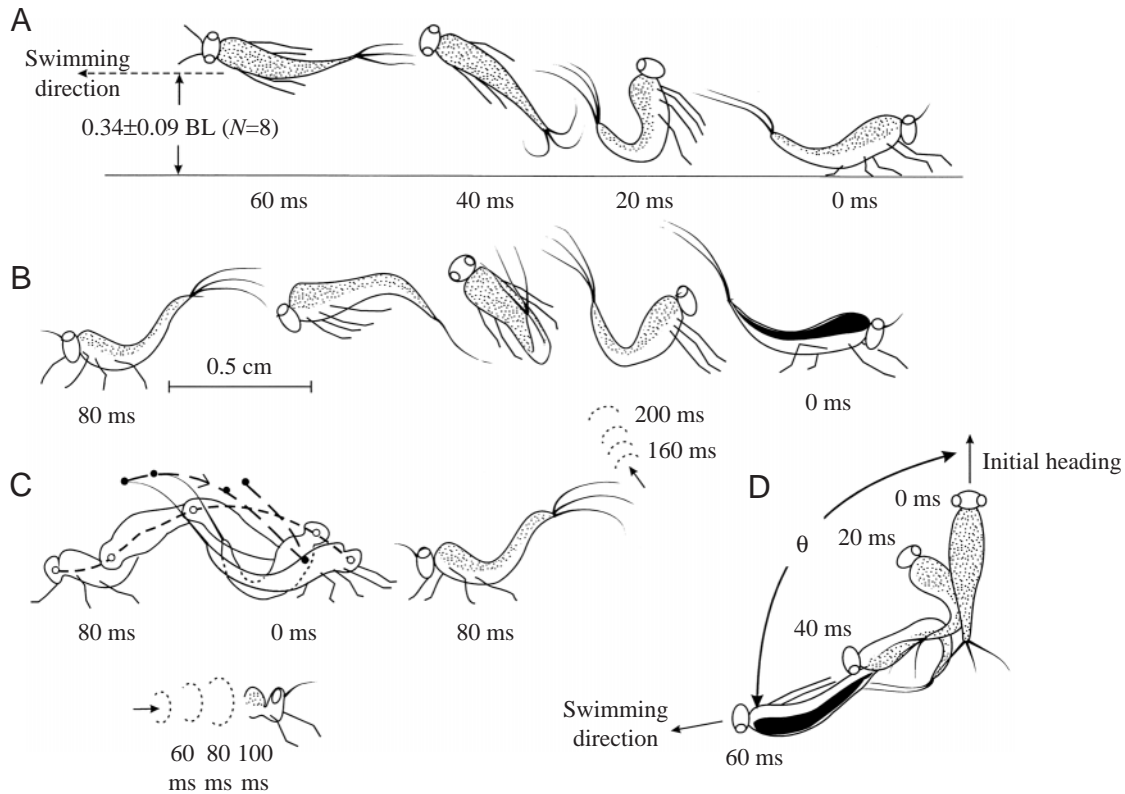 A
Swimming
direction
0.34±0.09 BL (N=8)
60 ms
40 ms
20 ms
0 ms
B
0.5 cm
80 ms
0 ms
200 ms
160 ms
C
80 ms
0 ms
80 ms
60 80 100
ms ms ms
D
Initial heading
0 ms
20 ms
θ
40 ms
Swimming
direction
60 ms